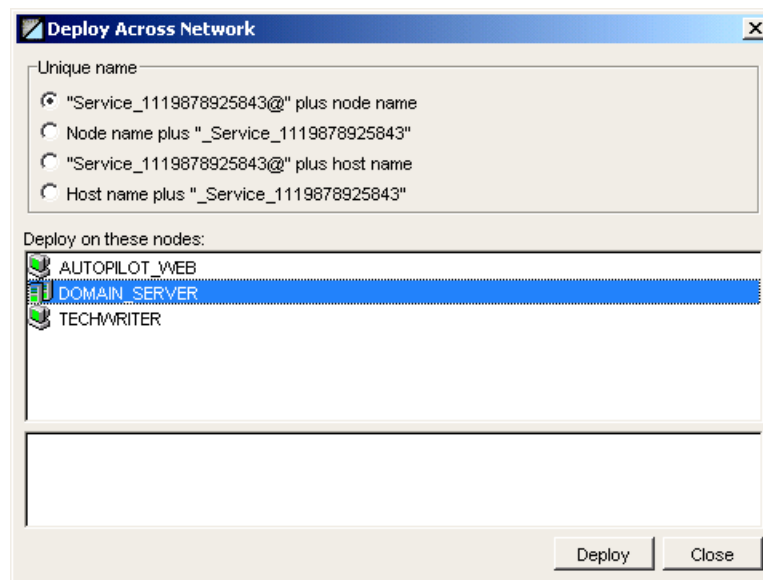 Deploy Across Network
Unique name
"Service_1119878925843@" plus node name
Node name plus "_Service_1119878925843"
"Service_1119878925843@" plus host name
Host name plus "_Service_1119878925843"
Deploy on these nodes:
AUTOPILOT_WEB
DOMAIN_SERVER
TECHWRITER
Deploy
Close